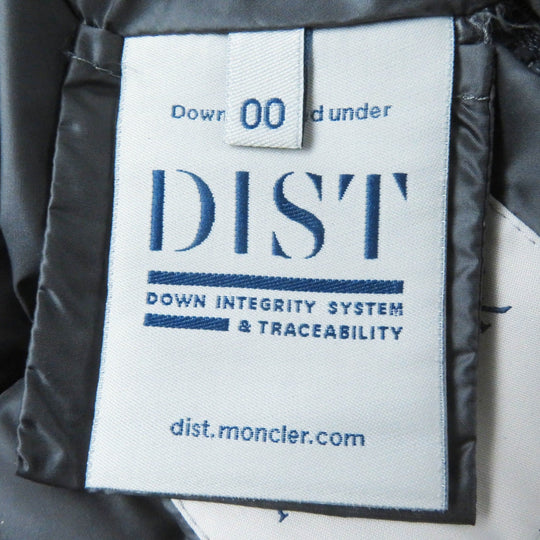 00
Down under
DIST
DOWN INTEGRITY SYSTEM
& TRACEABILITY
dist.moncler.com